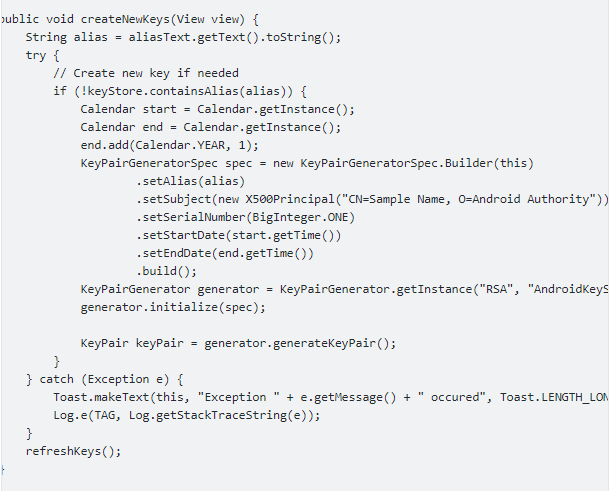 public void createNewKeys(View view) {
    String alias = aliasText.getText().toString();
    try {
        // Create new key if needed
        if (!keyStore.containsAlias(alias)) {
            Calendar start = Calendar.getInstance();
            Calendar end = Calendar.getInstance();
            end.add(Calendar.YEAR, 1);
            KeyPairGeneratorSpec spec = new KeyPairGeneratorSpec.Builder(this)
                    .setAlias(alias)
                    .setSubject(new X500Principal("CN=Sample Name, O=Android Authority"))
                    .setSerialNumber(BigInteger.ONE)
                    .setStartDate(start.getTime())
                    .setEndDate(end.getTime())
                    .build();
            KeyPairGenerator generator = KeyPairGenerator.getInstance("RSA", "AndroidKeyS
            generator.initialize(spec);

            KeyPair keyPair = generator.generateKeyPair();
        }
    } catch (Exception e) {
        Toast.makeText(this, "Exception " + e.getMessage() + " occured", Toast.LENGTH_LON
        Log.e(TAG, Log.getStackTraceString(e));
    }
    refreshKeys();
}